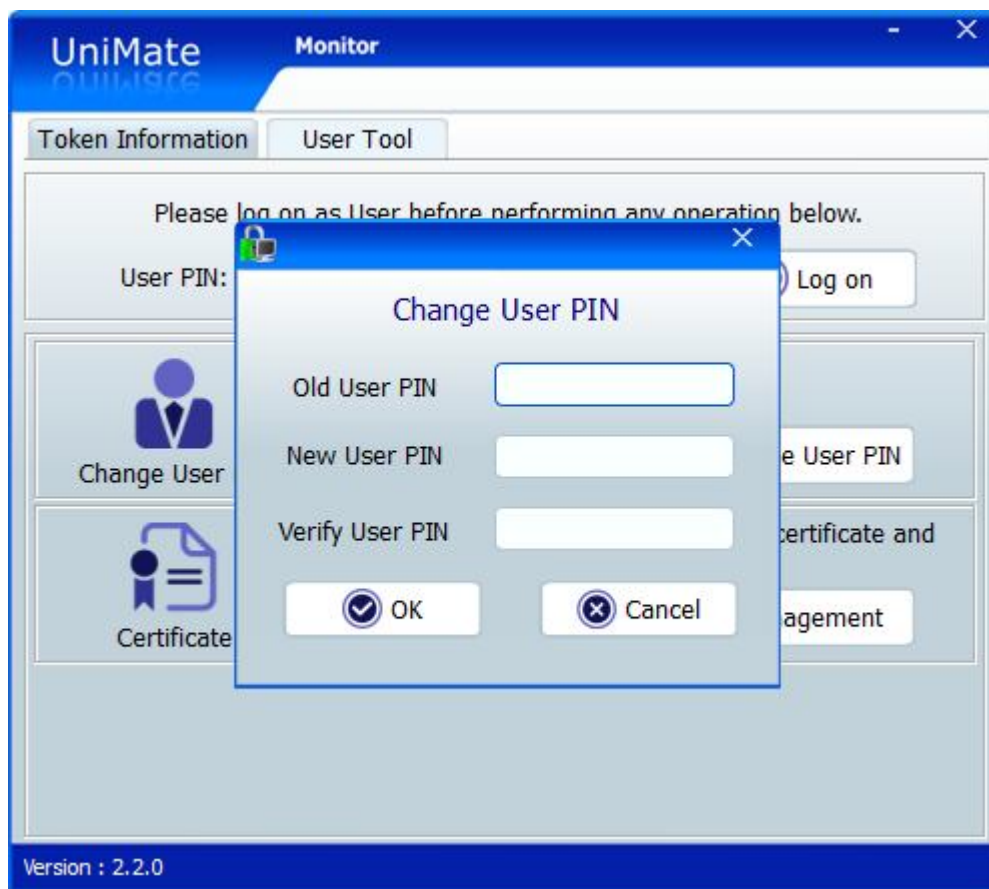 UniMate
Monitor
Token Information
User Tool
Please log on as User before performing any operation below.
User PIN:
Log on
Change User PIN
Old User PIN
New User PIN
Verify User PIN
OK
Cancel
Change User
e User PIN
certificate and
Certificate
agement
Version : 2.2.0